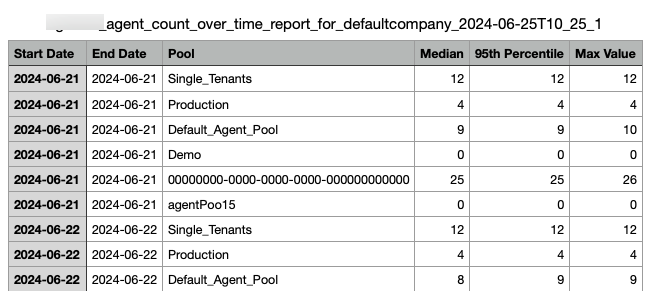 _agent_count_over_time_report_for_defaultcompany_2024-06-25T10_25_1
Start Date End Date Pool Median 95th Percentile Max Value
2024-06-21 2024-06-21 Single_Tenants 12 12 12
2024-06-21 2024-06-21 Production 4 4 4
2024-06-21 2024-06-21 Default_Agent_Pool 9 9 10
2024-06-21 2024-06-21 Demo 0 0 0
2024-06-21 2024-06-21 00000000-0000-0000-0000-000000000000 25 25 26
2024-06-21 2024-06-21 agentPoo15 0 0 0
2024-06-22 2024-06-22 Single_Tenants 12 12 12
2024-06-22 2024-06-22 Production 4 4 4
2024-06-22 2024-06-22 Default_Agent_Pool 8 9 9